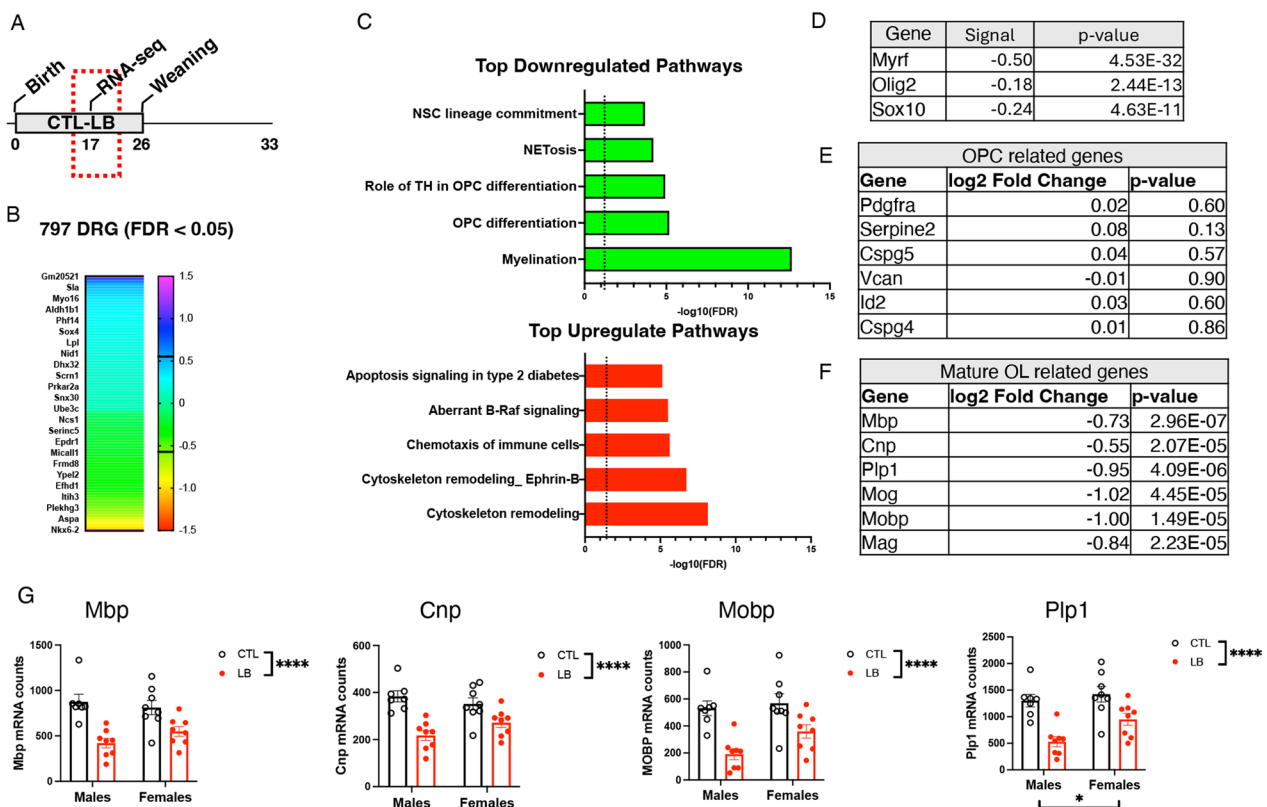 A
Birth
RNA-seq
Weaning
CTL-LB
0 17 26 33
B
797 DRG (FDR < 0.05)
Gm20521
Sla
Myo16
Aldh1b1
Phf14
Sox4
Lpl
Nid1
Dhx32
Scrn1
Prkar2a
Snx30
Ube3c
Ncs1
Serinc5
Epdr1
Micall1
Frmd8
Ypel2
Efhd1
Itih3
Plekhg3
Aspa
Nkx6-2
1.5
1.0
0.5
0
-0.5
-1.0
-1.5
C
Top Downregulated Pathways
NSC lineage commitment
NETosis
Role of TH in OPC differentiation
OPC differentiation
Myelination
0 5 10 15
-log10(FDR)
Top Upregulate Pathways
Apoptosis signaling in type 2 diabetes
Aberrant B-Raf signaling
Chemotaxis of immune cells
Cytoskeleton remodeling_ Ephrin-B
Cytoskeleton remodeling
0 5 10 15
-log10(FDR)
D
Gene Signal p-value
Myrf -0.50 4.53E-32
Olig2 -0.18 2.44E-13
Sox10 -0.24 4.63E-11
E
OPC related genes
Gene log2 Fold Change p-value
Pdgfra 0.02 0.60
Serpine2 0.08 0.13
Cspg5 0.04 0.57
Vcan -0.01 0.90
Id2 0.03 0.60
Cspg4 0.01 0.86
F
Mature OL related genes
Gene log2 Fold Change p-value
Mbp -0.73 2.96E-07
Cnp -0.55 2.07E-05
Plp1 -0.95 4.09E-06
Mog -1.02 4.45E-05
Mobp -1.00 1.49E-05
Mag -0.84 2.23E-05
G
Mbp
Mbp mRNA counts
1500
1000
500
0
Males Females
CTL
LB
****
Cnp
Cnp mRNA counts
600
400
200
0
Males Females
CTL
LB
****
Mobp
MOBP mRNA counts
1000
800
600
400
200
0
Males Females
CTL
LB
****
Plp1
Plp1 mRNA counts
2500
2000
1500
1000
500
0
Males Females
*
CTL
LB
****